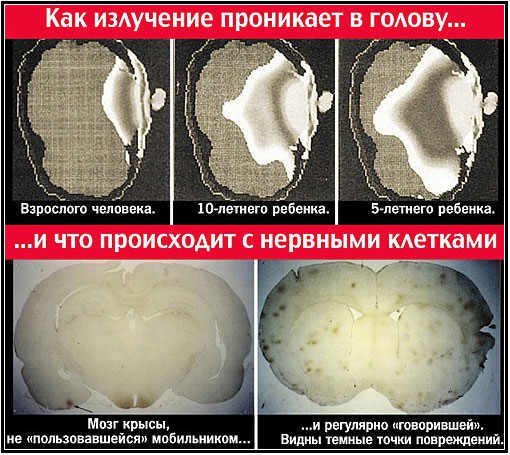 Как излучение проникает в голову...
Взрослого человека.
10-летнего ребенка.
5-летнего ребенка.
...и что происходит с нервными клетками
Мозг крысы,
не «пользовавшейся» мобильником...
...и регулярно «говорившей».
Видны темные точки повреждений.